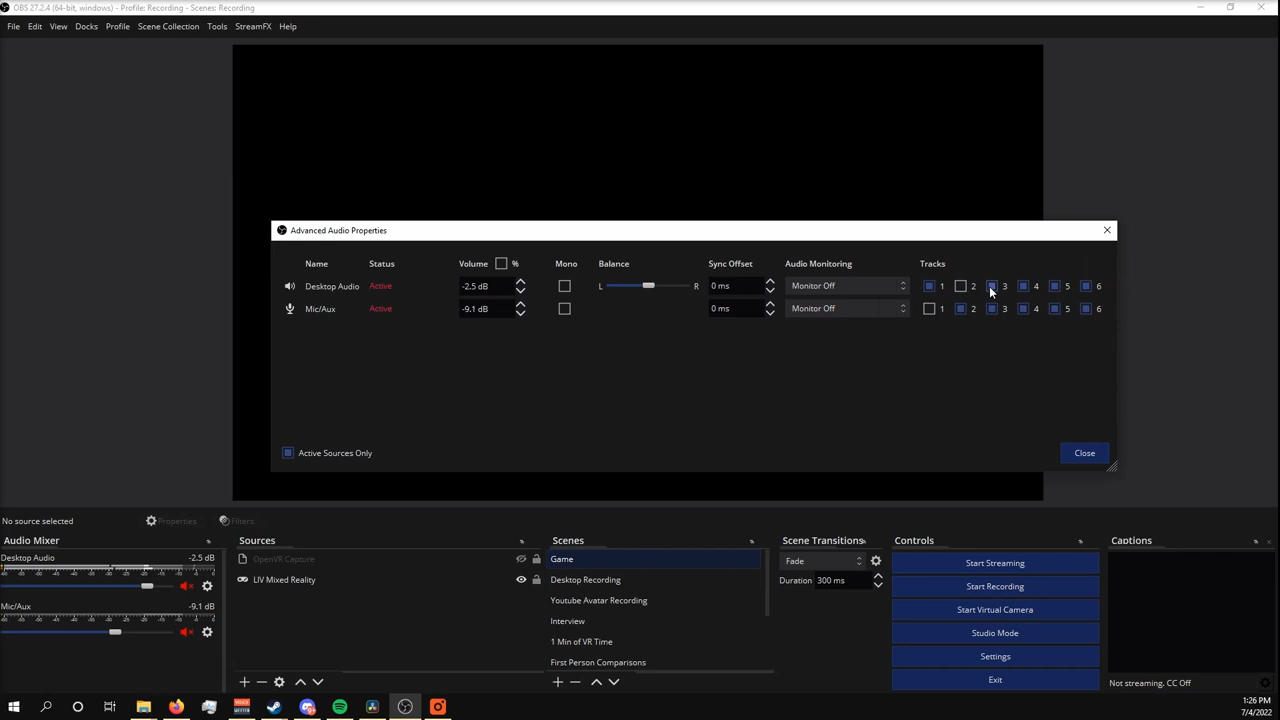 OBS 27.2.4 (64-bit, windows) - Profile: Recording - Scenes: Recording
File Edit View Docks Profile Scene Collection Tools StreamFX Help
Advanced Audio Properties
Name Status Volume % Mono Balance Sync Offset Audio Monitoring Tracks
Desktop Audio Active -2.5 dB L R 0 ms Monitor Off 1 2 3 4 5 6
Mic/Aux Active -9.1 dB 0 ms Monitor Off 1 2 3 4 5 6
Active Sources Only Close
No source selected Properties Filters
Audio Mixer
Desktop Audio -2.5 dB
Mic/Aux -9.1 dB
Sources
OpenVR Capture
LIV Mixed Reality
Scenes
Game
Desktop Recording
Youtube Avatar Recording
Interview
1 Min of VR Time
First Person Comparisons
Scene Transitions
Fade
Duration 300 ms
Controls
Start Streaming
Start Recording
Start Virtual Camera
Studio Mode
Settings
Exit
Captions
Not streaming. CC Off
1:26 PM
7/4/2022